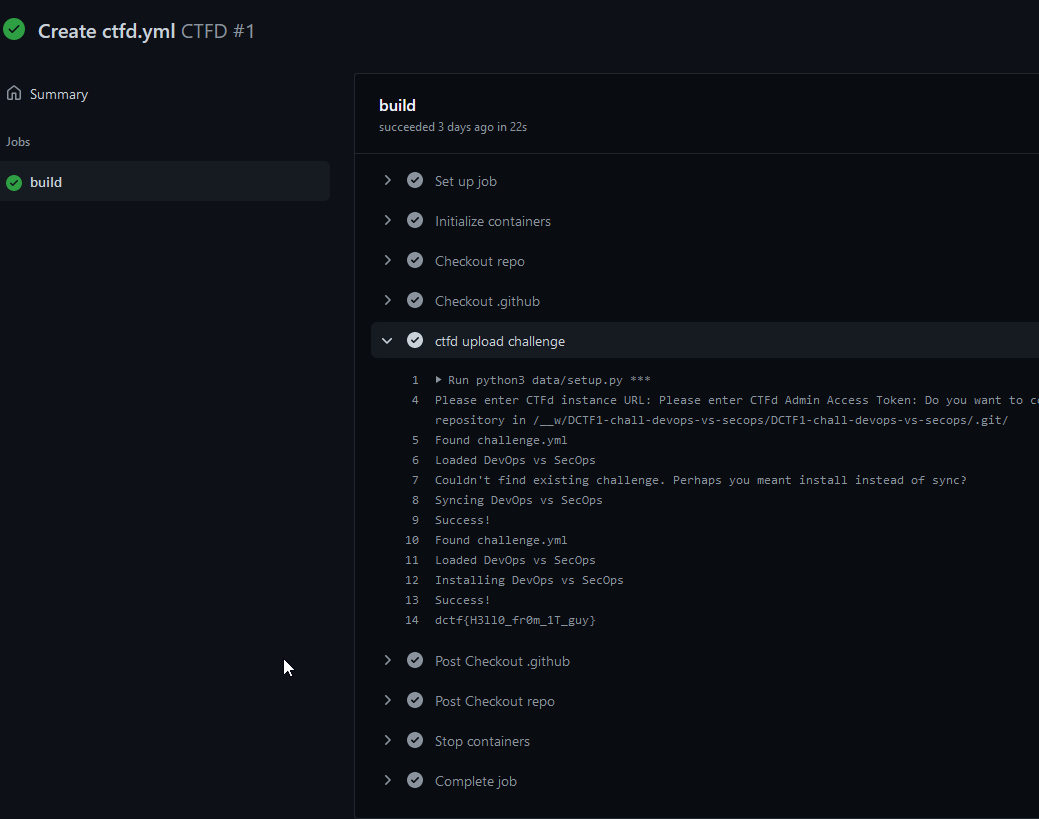 Create ctfd.yml CTFD #1
Summary
Jobs
build
build
succeeded 3 days ago in 22s
Set up job
Initialize containers
Checkout repo
Checkout .github
ctfd upload challenge
1 Run python3 data/setup.py ***
4 Please enter CTFd instance URL: Please enter CTFd Admin Access Token: Do you want to
repository in /__w/DCTF1-chall-devops-vs-secops/DCTF1-chall-devops-vs-secops/.git/
5 Found challenge.yml
6 Loaded DevOps vs SecOps
7 Couldn't find existing challenge. Perhaps you meant install instead of sync?
8 Syncing DevOps vs SecOps
9 Success!
10 Found challenge.yml
11 Loaded DevOps vs SecOps
12 Installing DevOps vs SecOps
13 Success!
14 dctf{H3ll0_fr0m_1T_guy}
Post Checkout .github
Post Checkout repo
Stop containers
Complete job